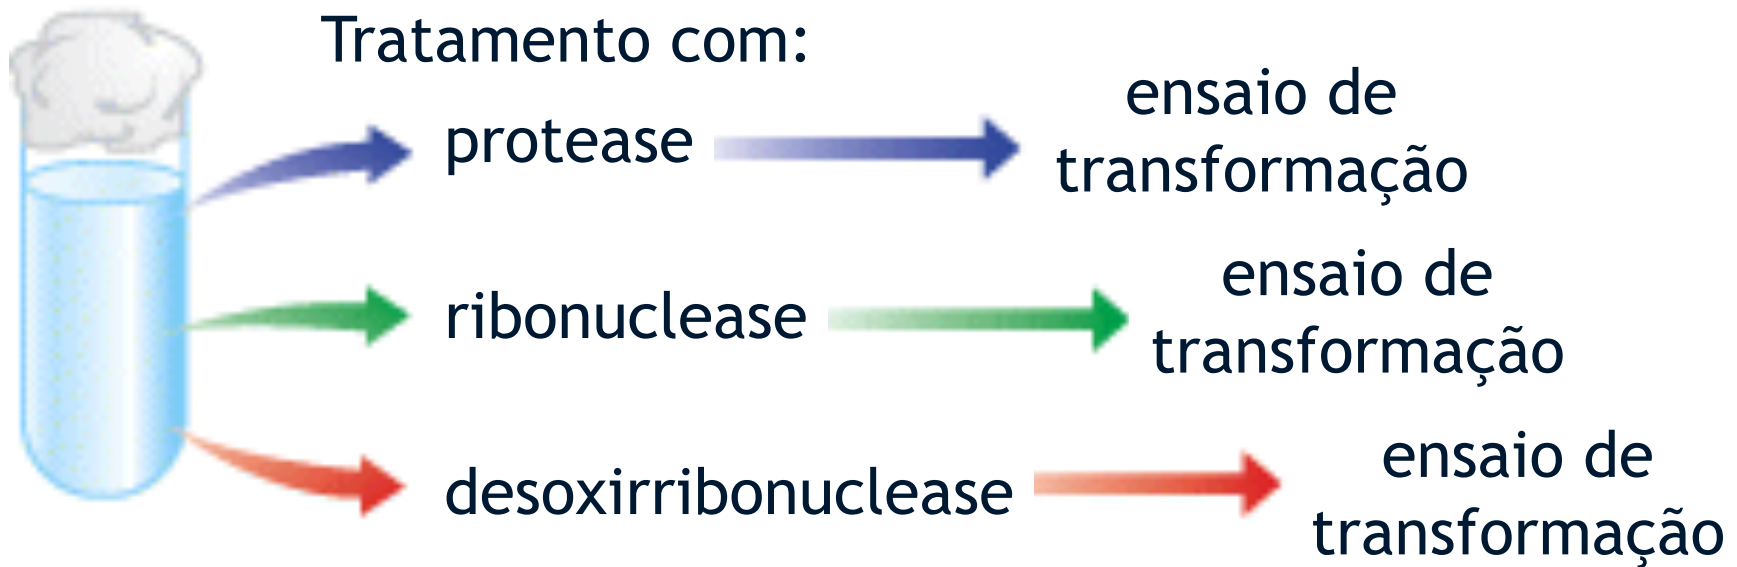 Tratamento com:
protease
ensaio de
transformação
ribonuclease
ensaio de
transformação
desoxirribonuclease
ensaio de
transformação